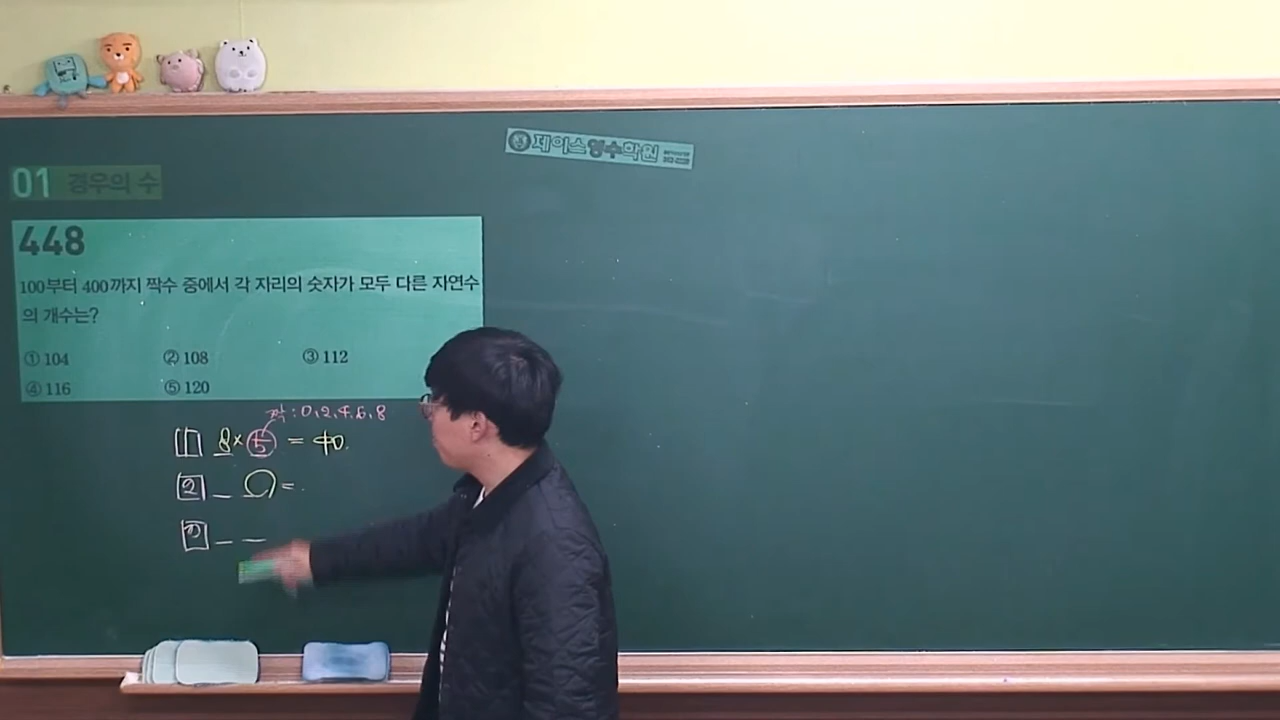 제이스영수학원
01 경우의 수
448
100부터 400까지 짝수 중에서 각 자리의 숫자가 모두 다른 자연수
의 개수는?
① 104 ② 108 ③ 112
④ 116 ⑤ 120
짝 : 0, 2, 4, 6, 8
1 8 × 5 = 40.
2 _ =
3 _ _